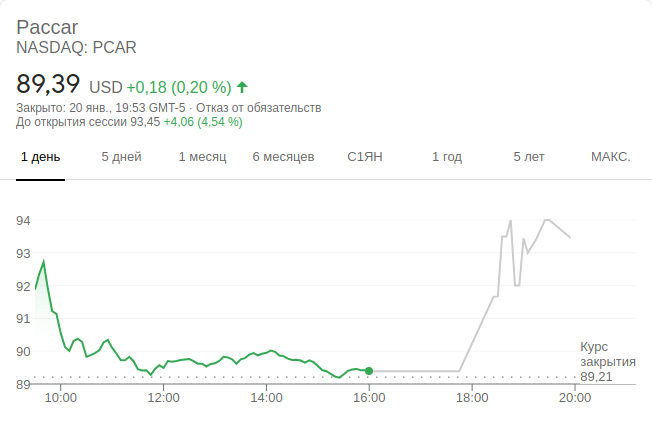 Paccar
NASDAQ: PCAR
89,39 USD +0,18 (0,20 %)
Закрыто: 20 янв., 19:53 GMT-5 · Отказ от обязательств
До открытия сессии 93,45 +4,06 (4,54 %)
1 день 5 дней 1 месяц 6 месяцев С1ЯН 1 год 5 лет МАКС.
94
93
92
91
90
89
Курс
закрытия
89,21
10:00 12:00 14:00 16:00 18:00 20:00